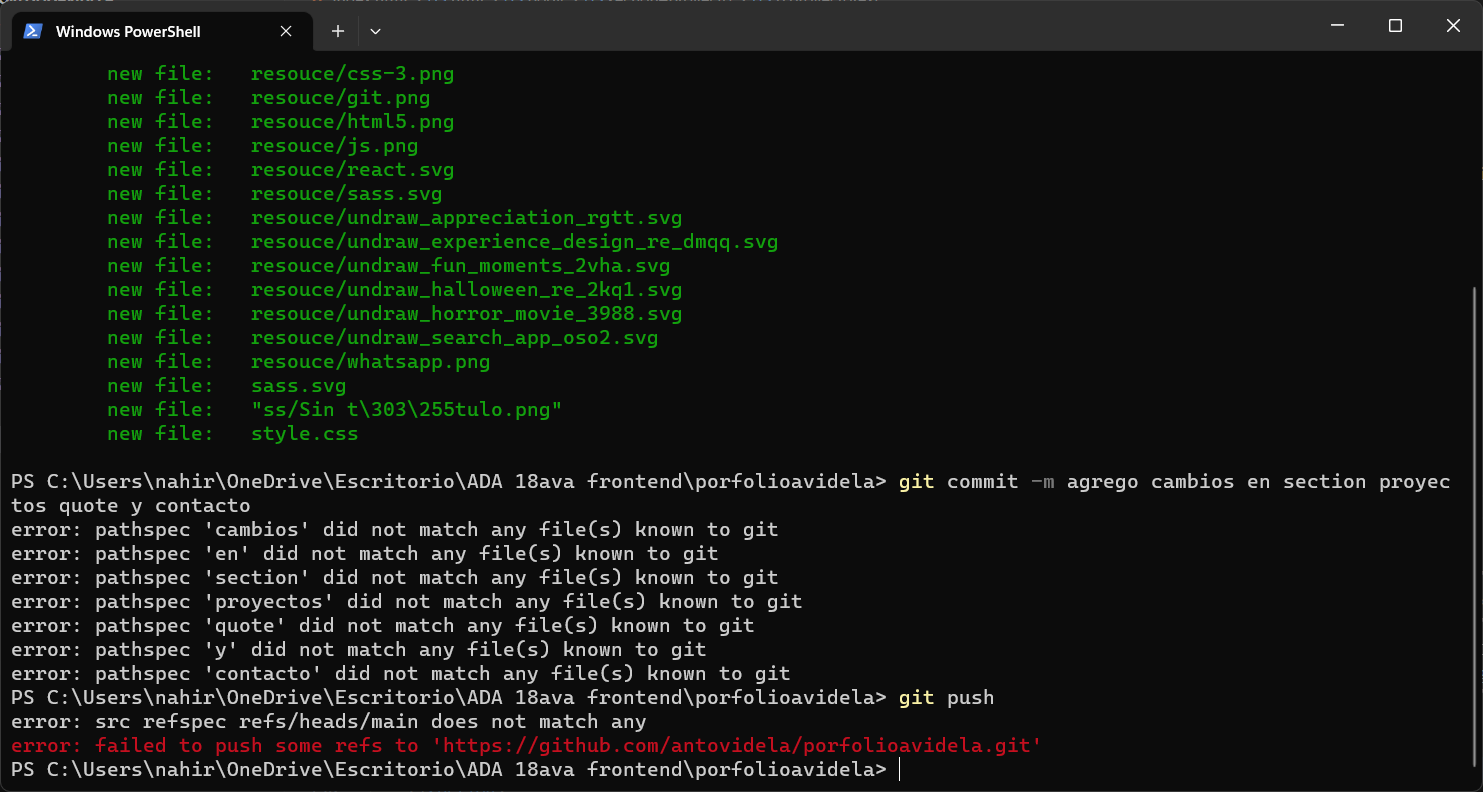 Windows PowerShell
new file:   resouce/css-3.png
new file:   resouce/git.png
new file:   resouce/html5.png
new file:   resouce/js.png
new file:   resouce/react.svg
new file:   resouce/sass.svg
new file:   resouce/undraw_appreciation_rgtt.svg
new file:   resouce/undraw_experience_design_re_dmqq.svg
new file:   resouce/undraw_fun_moments_2vha.svg
new file:   resouce/undraw_halloween_re_2kq1.svg
new file:   resouce/undraw_horror_movie_3988.svg
new file:   resouce/undraw_search_app_oso2.svg
new file:   resouce/whatsapp.png
new file:   sass.svg
new file:   "ss/Sin t\303\255tulo.png"
new file:   style.css
PS C:\Users\nahir\OneDrive\Escritorio\ADA 18ava frontend\porfolioavidela> git commit -m agrego cambios en section proyec
tos quote y contacto
error: pathspec 'cambios' did not match any file(s) known to git
error: pathspec 'en' did not match any file(s) known to git
error: pathspec 'section' did not match any file(s) known to git
error: pathspec 'proyectos' did not match any file(s) known to git
error: pathspec 'quote' did not match any file(s) known to git
error: pathspec 'y' did not match any file(s) known to git
error: pathspec 'contacto' did not match any file(s) known to git
PS C:\Users\nahir\OneDrive\Escritorio\ADA 18ava frontend\porfolioavidela> git push
error: src refspec refs/heads/main does not match any
error: failed to push some refs to 'https://github.com/antovidela/porfolioavidela.git'
PS C:\Users\nahir\OneDrive\Escritorio\ADA 18ava frontend\porfolioavidela>